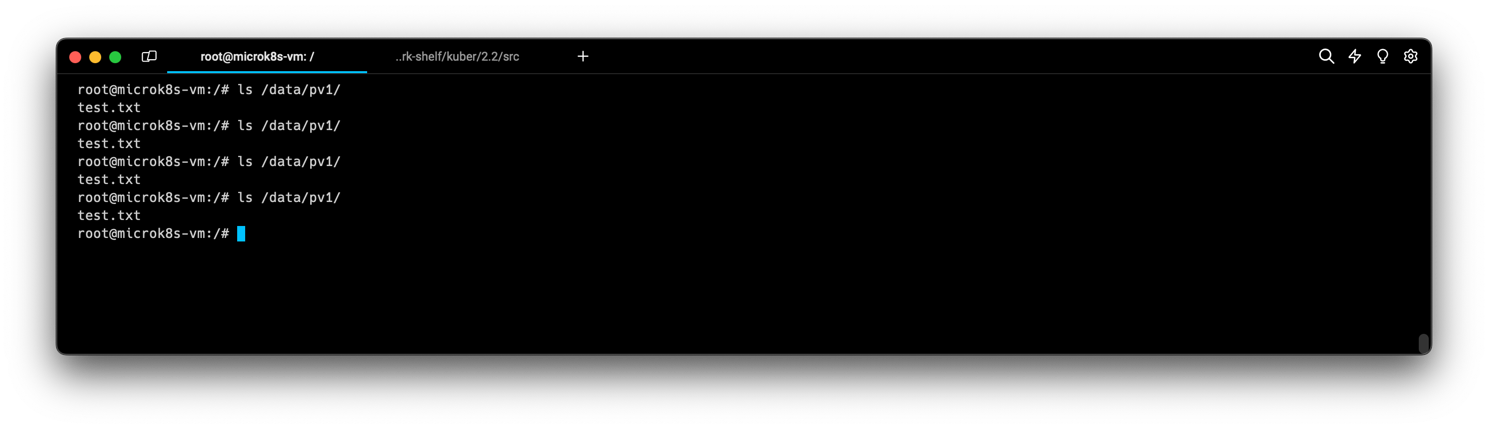 root@microk8s-vm: /
..rk-shelf/kuber/2.2/src
+
root@microk8s-vm:/# ls /data/pv1/
test.txt
root@microk8s-vm:/# ls /data/pv1/
test.txt
root@microk8s-vm:/# ls /data/pv1/
test.txt
root@microk8s-vm:/# ls /data/pv1/
test.txt
root@microk8s-vm:/#